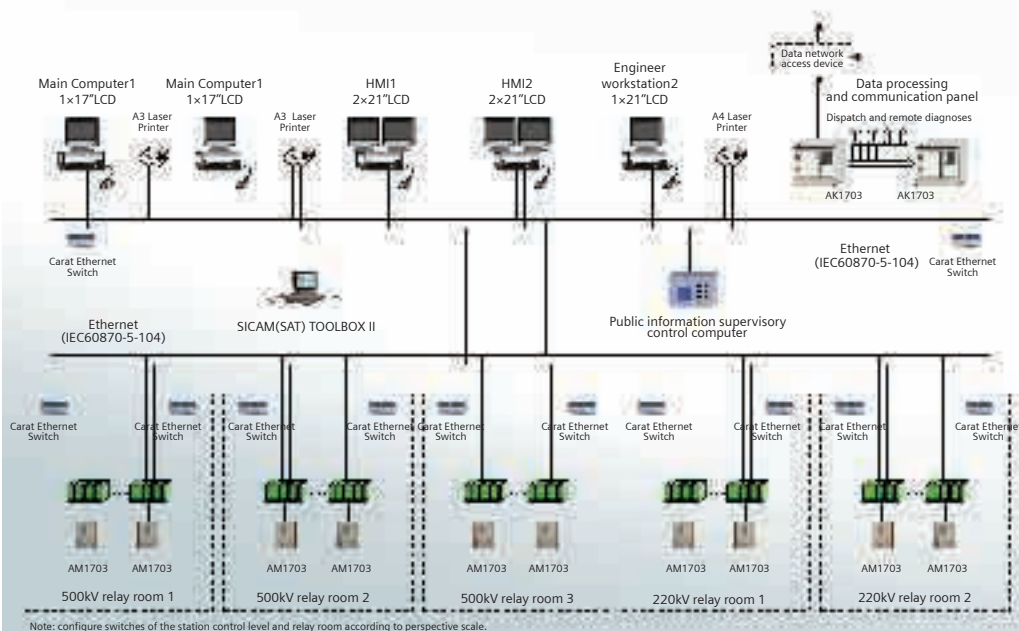 Data network
access device
Main Computer1
1×17"LCD
Main Computer1
1×17"LCD
HMI1
2×21"LCD
HMI2
2×21"LCD
Engineer
workstation2
1×21"LCD
Data processing
and communication panel
A3 Laser
Printer
A3 Laser
Printer
A4 Laser
Printer
Dispatch and remote diagnoses
AK1703
AK1703
Carat Ethernet
Switch
Ethernet
(IEC60870-5-104)
Carat Ethernet
Switch
SICAM(SAT) TOOLBOX II
Public information supervisory
control computer
Ethernet
(IEC60870-5-104)
Carat Ethernet
Switch
Carat Ethernet
Switch
Carat Ethernet
Switch
Carat Ethernet
Switch
Carat Ethernet
Switch
Carat Ethernet
Switch
Carat Ethernet
Switch
Carat Ethernet
Switch
Carat Ethernet
Switch
Carat Ethernet
Switch
AM1703
AM1703
AM1703
AM1703
AM1703
AM1703
AM1703
AM1703
AM1703
AM1703
500kV relay room 1
500kV relay room 2
500kV relay room 3
220kV relay room 1
220kV relay room 2
Note: configure switches of the station control level and relay room according to perspective scale.